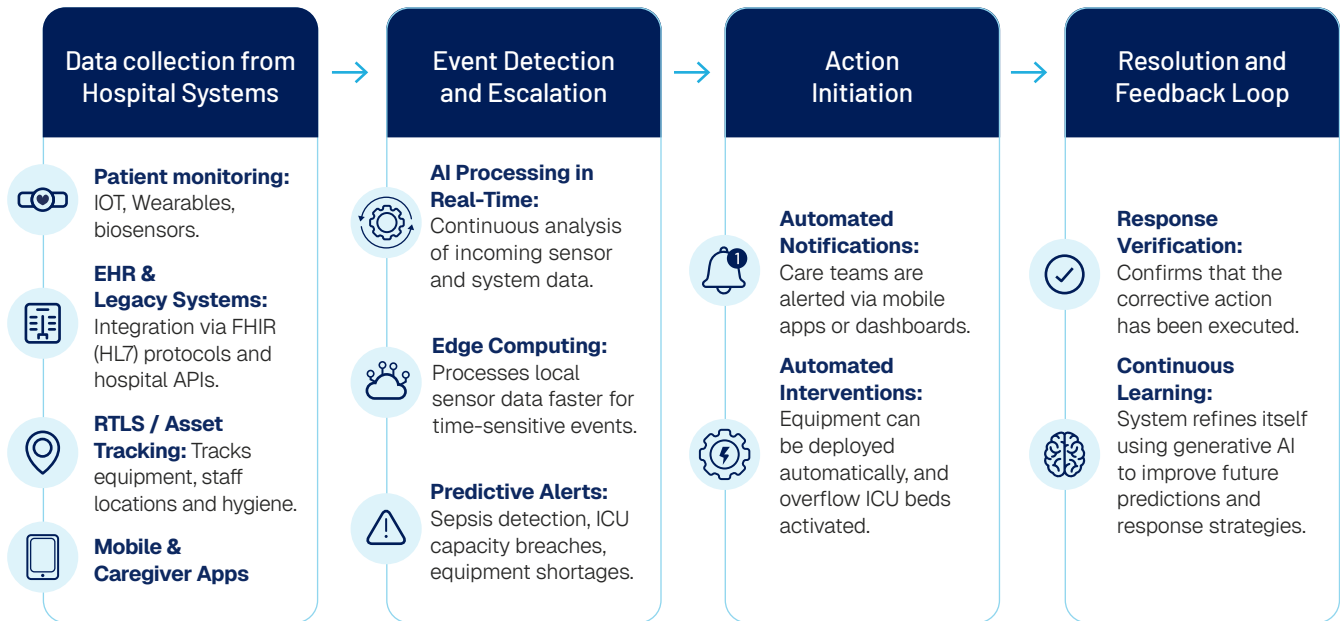 Data collection from
Hospital Systems
Patient monitoring:
IOT, Wearables,
biosensors.
EHR &
Legacy Systems:
Integration via FHIR
(HL7) protocols and
hospital APIs.
RTLS / Asset
Tracking: Tracks
equipment, staff
locations and hygiene.
Mobile &
Caregiver Apps
Event Detection
and Escalation
AI Processing in
Real-Time:
Continuous analysis
of incoming sensor
and system data.
Edge Computing:
Processes local
sensor data faster for
time-sensitive events.
Predictive Alerts:
Sepsis detection, ICU
capacity breaches,
equipment shortages.
Action
Initiation
1
Automated
Notifications:
Care teams are
alerted via mobile
apps or dashboards.
Automated
Interventions:
Equipment can
be deployed
automatically, and
overflow ICU beds
activated.
Resolution and
Feedback Loop
Response
Verification:
Confirms that the
corrective action
has been executed.
Continuous
Learning:
System refines itself
using generative AI
to improve future
predictions and
response strategies.